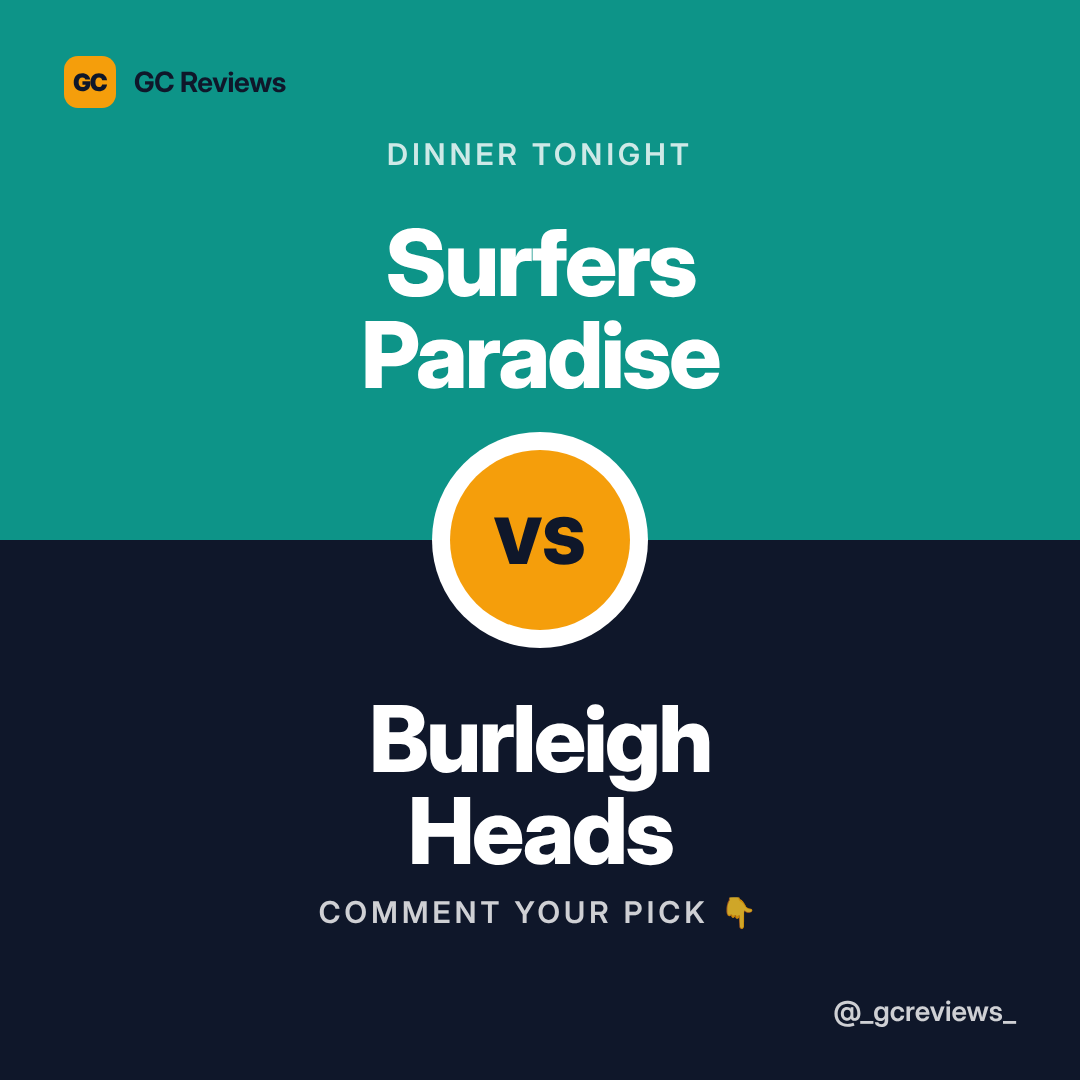 GC GC Reviews
DINNER TONIGHT
Surfers
Paradise
VS
Burleigh
Heads
COMMENT YOUR PICK 👇
@_gcreviews_